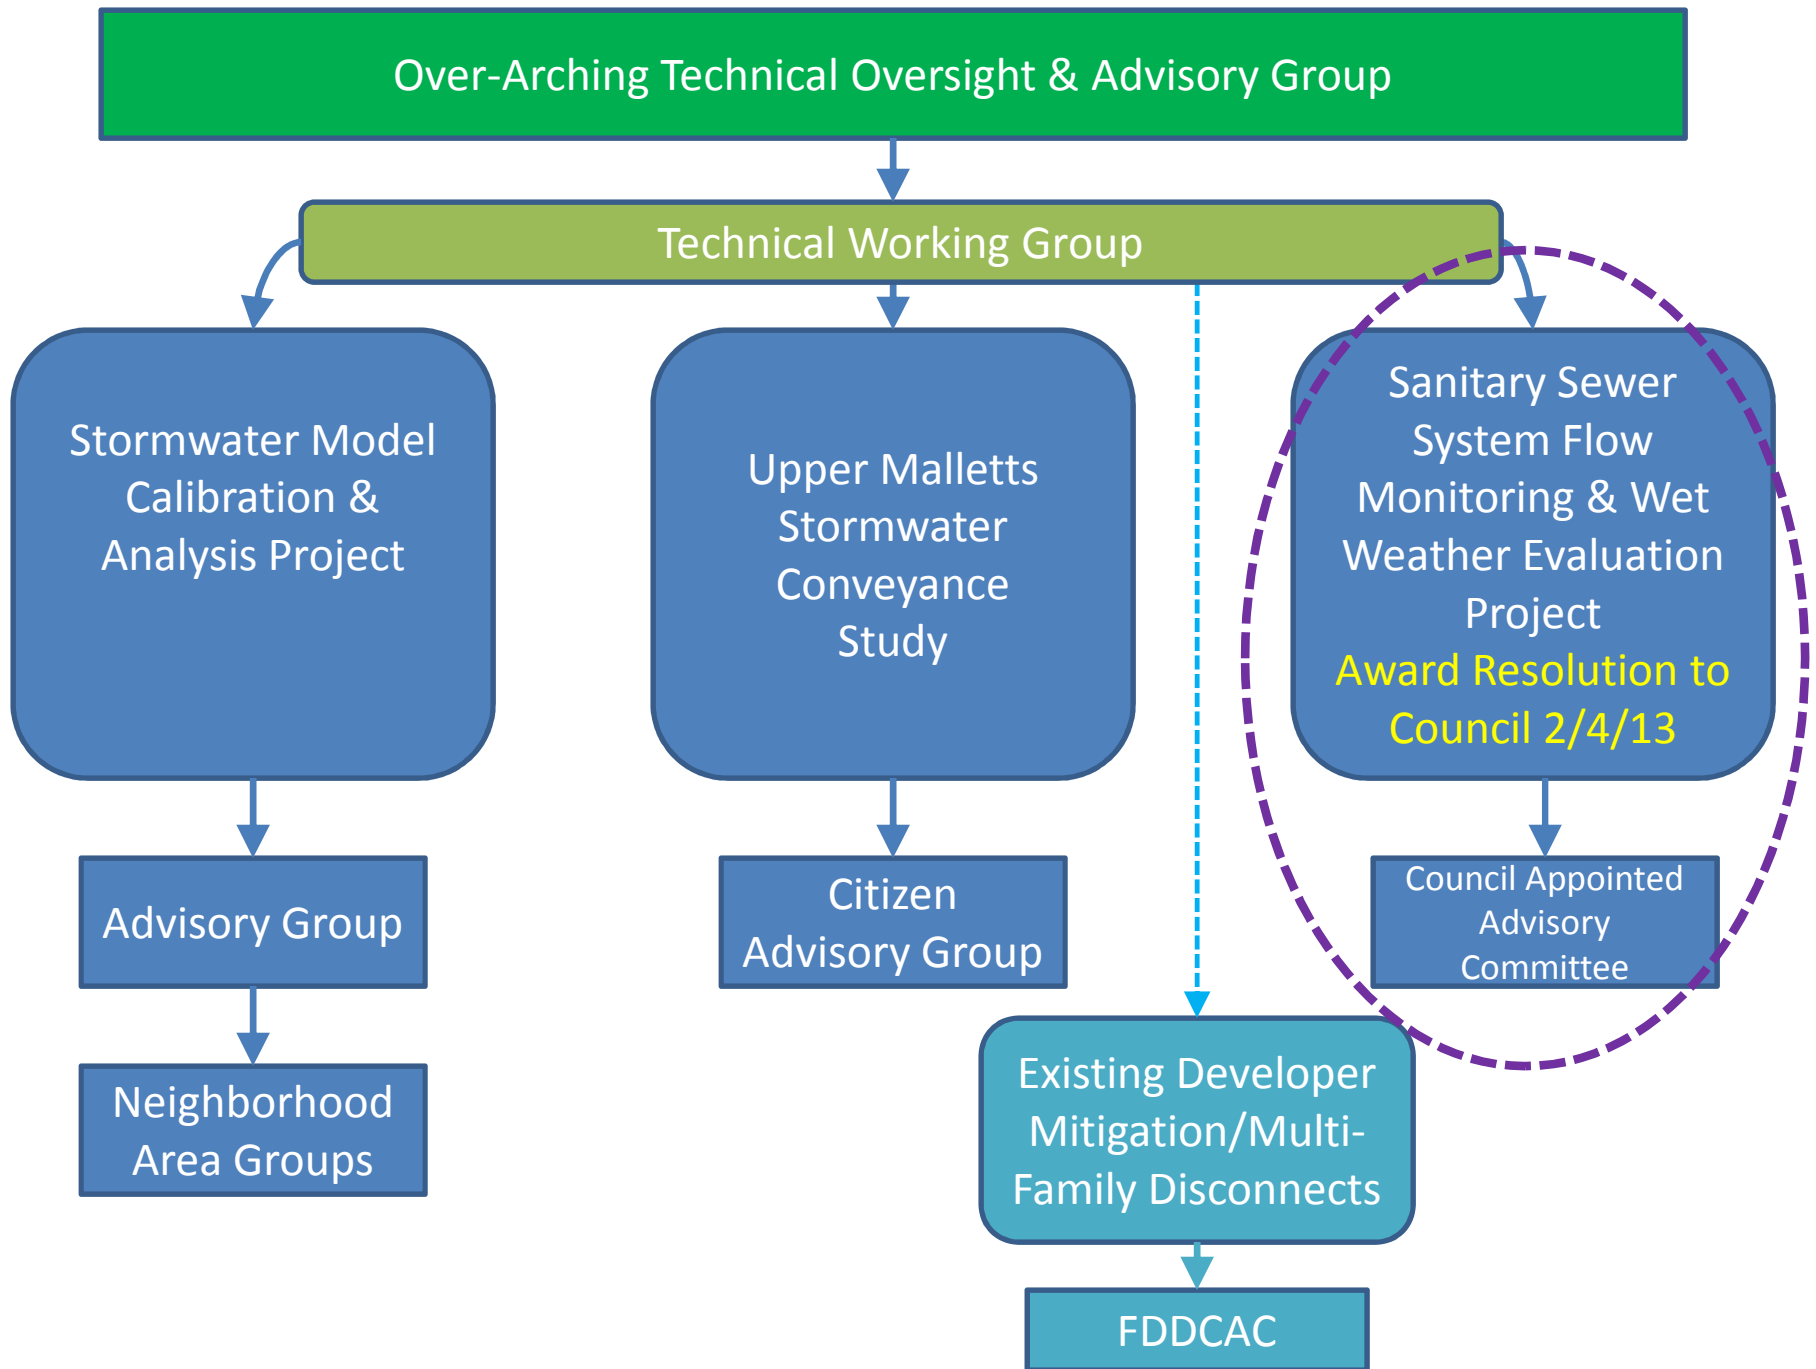 Over-Arching Technical Oversight & Advisory Group
Technical Working Group
Stormwater Model
Calibration &
Analysis Project
Upper Malletts
Stormwater
Conveyance
Study
Sanitary Sewer
System Flow
Monitoring & Wet
Weather Evaluation
Project
Award Resolution to
Council 2/4/13
Advisory Group
Citizen
Advisory Group
Council Appointed
Advisory
Committee
Neighborhood
Area Groups
Existing Developer
Mitigation/Multi-
Family Disconnects
FDDCAC